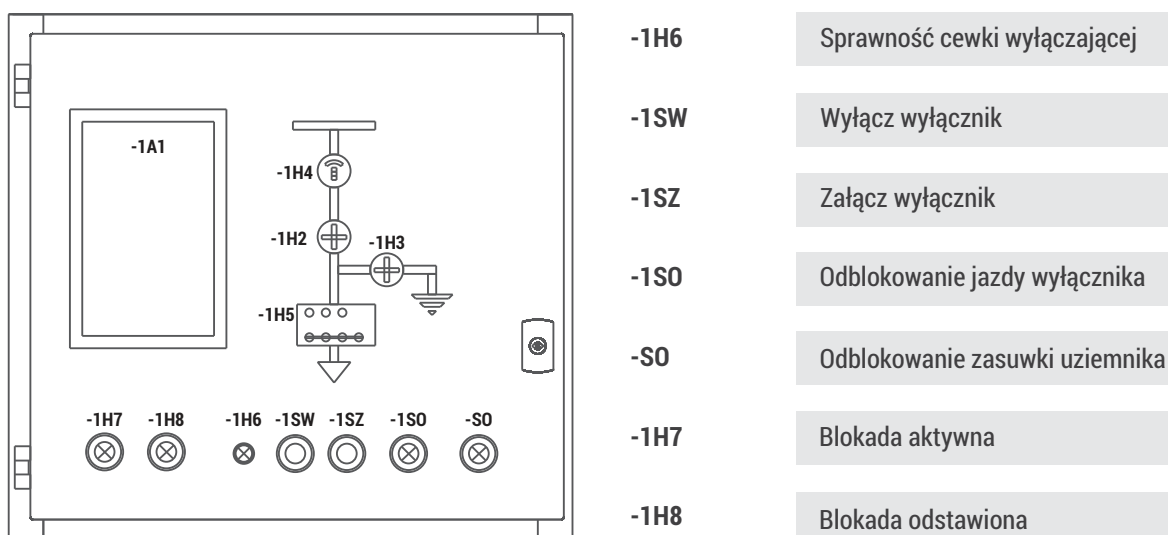 -1A1
-1H4
-1H2
-1H3
-1H5
-1H7 -1H8 -1H6 -1SW -1SZ -1SO -SO
-1H6 Sprawność cewki wyłączającej
-1SW Wyłącz wyłącznik
-1SZ Załącz wyłącznik
-1SO Odblokowanie jazdy wyłącznika
-SO Odblokowanie zasuwki uziemnika
-1H7 Blokada aktywna
-1H8 Blokada odstawiona